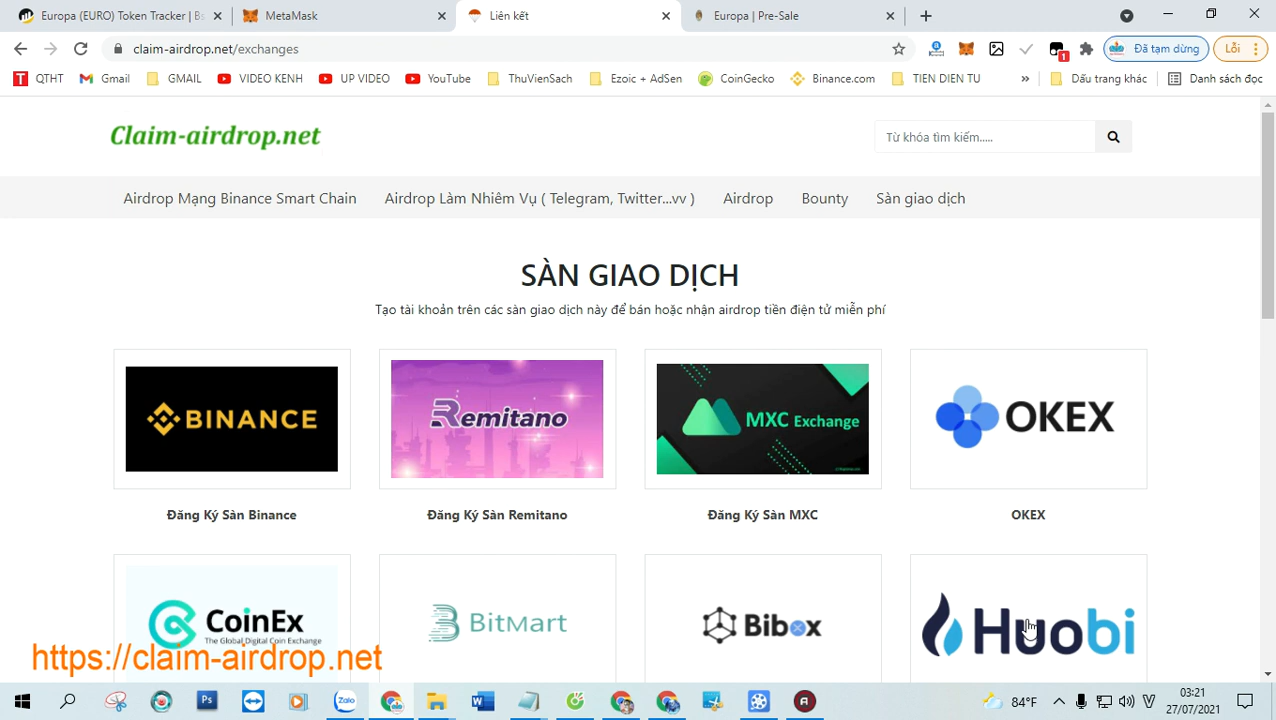 Europa (EURO) Token Tracker | Bs
MetaMask
Liên kết
Europa | Pre-Sale
claim-airdrop.net/exchanges
1
Đã tạm dừng
Lỗi
QTHT
Gmail
GMAIL
VIDEO KENH
UP VIDEO
YouTube
ThuVienSach
Ezoic + AdSen
CoinGecko
Binance.com
TIEN DIEN TU
»
Dấu trang khác
Danh sách đọc
Claim-airdrop.net
Từ khóa tìm kiếm.....
Airdrop Mạng Binance Smart Chain
Airdrop Làm Nhiệm Vụ ( Telegram, Twitter...vv )
Airdrop
Bounty
Sàn giao dịch
SÀN GIAO DỊCH
Tạo tài khoản trên các sàn giao dịch này để bán hoặc nhận airdrop tiền điện tử miễn phí
BINANCE
Remitano
MXC Exchange
OKEX
Đăng Ký Sàn Binance
Đăng Ký Sàn Remitano
Đăng Ký Sàn MXC
OKEX
CoinEx
The Global Digital Coin Exchange
BitMart
Bibox
Huobi
https://claim-airdrop.net
Ps
Zalo
84°F
03:21
27/07/2021